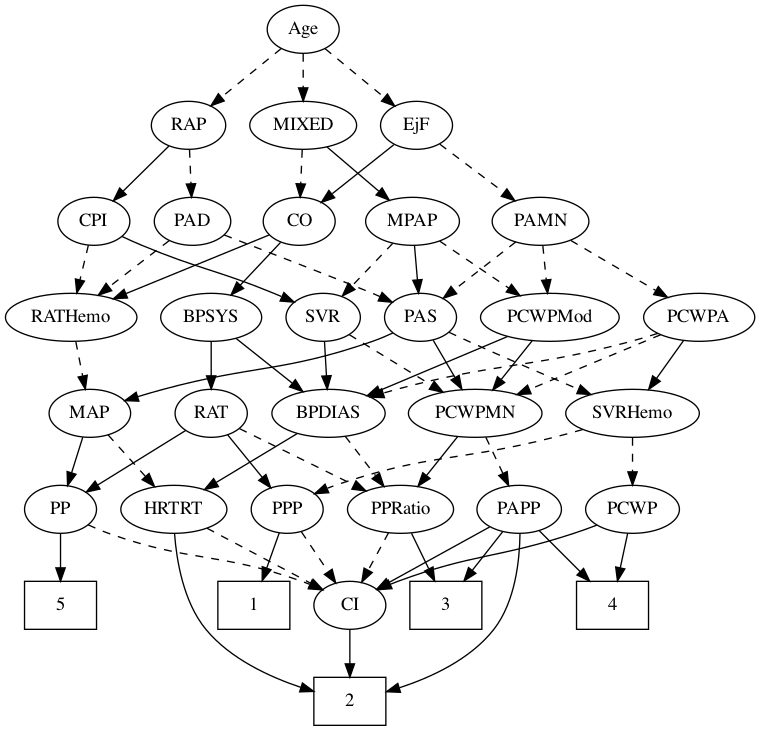 Age
RAP MIXED EjF
CPI PAD CO MPAP PAMN
RATHemo BPSYS SVR PAS PCWPMod PCWPA
MAP RAT BPDIAS PCWPMN SVRHemo
PP HRTRT PPP PPRatio PAPP PCWP
5 1 CI 3 4
2